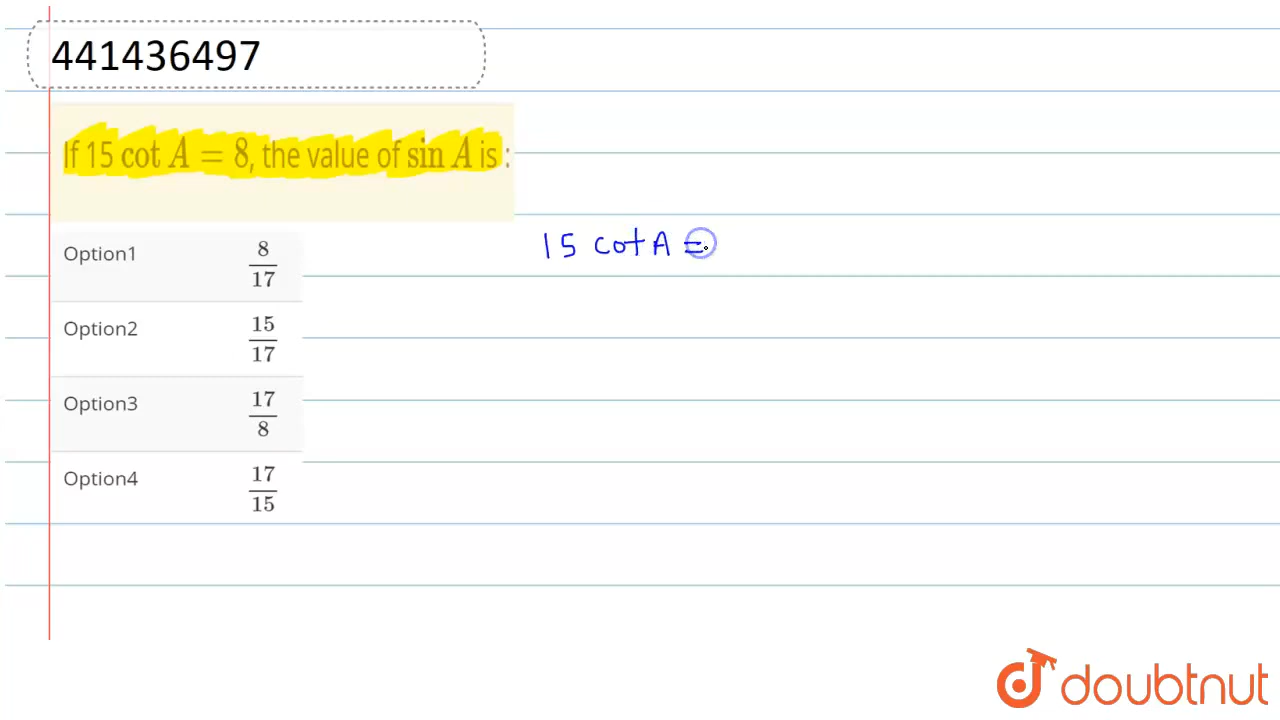 441436497
If 15 cot A = 8, the value of sin A is :
15 cot A =
Option1 8/17
Option2 15/17
Option3 17/8
Option4 17/15
doubtnut